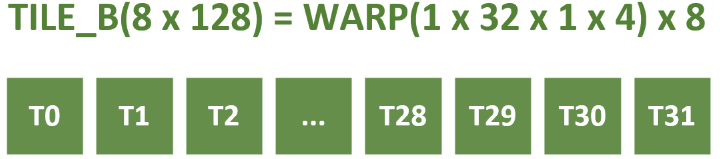 TILE_B(8 x 128) = WARP(1 x 32 x 1 x 4) x 8
T0 T1 T2 ... T28 T29 T30 T31